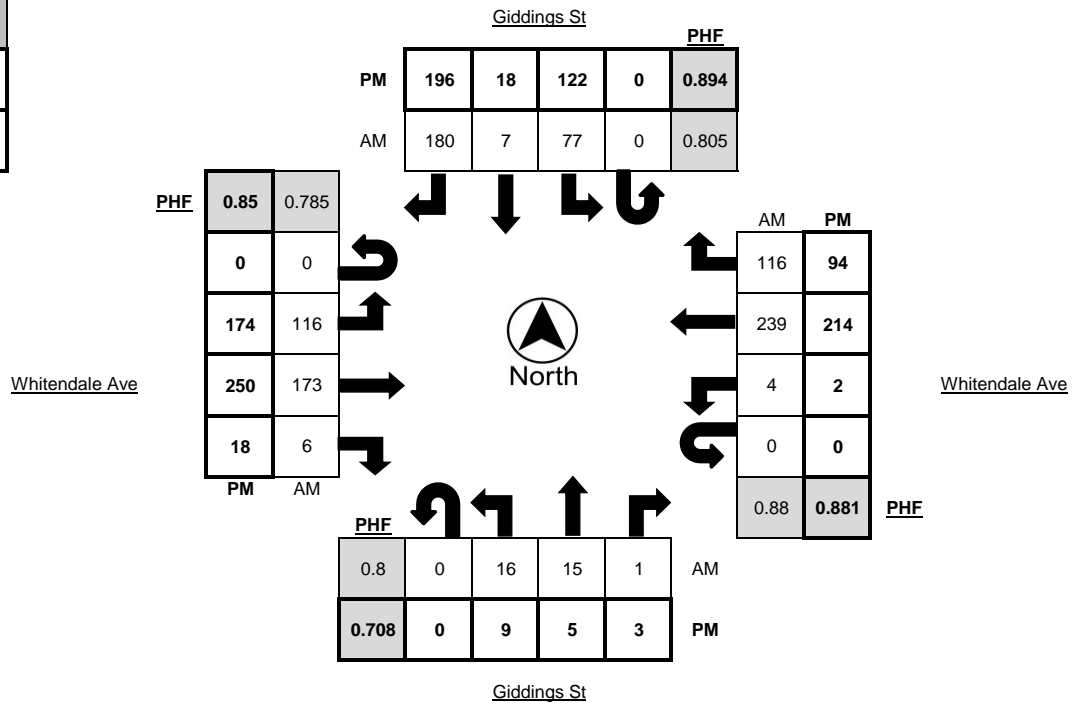 Giddings St
PHF
PM 196 18 122 0 0.894
AM 180 7 77 0 0.805
PHF 0.85 0.785
AM PM
0 0
116 94
174 116
239 214
North
Whitendale Ave
250 173
4 2
Whitendale Ave
18 6
0 0
PM AM
0.88 0.881 PHF
PHF
0.8 0 16 15 1 AM
0.708 0 9 5 3 PM
Giddings St